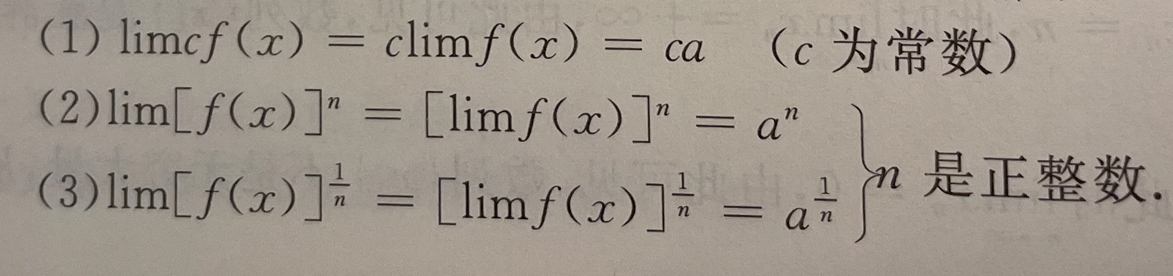 (1) limcf(x) = climf(x) = ca （c 为常数）
(2)lim[f(x)]ⁿ = [limf(x)]ⁿ = aⁿ
(3)lim[f(x)]^{1/n} = [limf(x)]^{1/n} = a^{1/n} } n 是正整数.